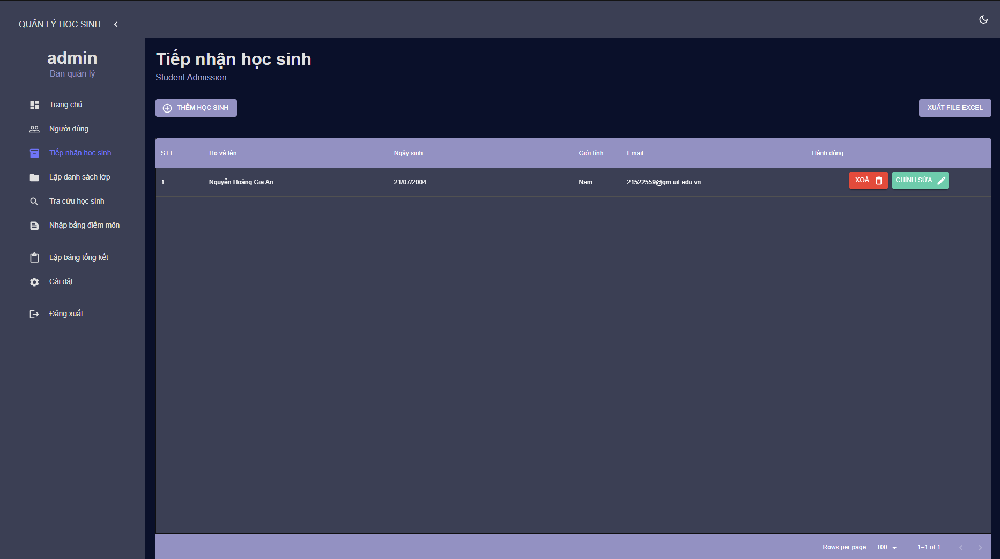 QUẢN LÝ HỌC SINH
admin
Ban quản lý
Trang chủ
Người dùng
Tiếp nhận học sinh
Lập danh sách lớp
Tra cứu học sinh
Nhập bảng điểm môn
Lập bảng tổng kết
Cài đặt
Đăng xuất
Tiếp nhận học sinh
Student Admission
THÊM HỌC SINH
XUẤT FILE EXCEL
STT Họ và tên Ngày sinh Giới tính Email Hành động
1 Nguyễn Hoàng Gia An 21/07/2004 Nam 21522559@gm.uit.edu.vn XOÁ CHỈNH SỬA
Rows per page: 100 1–1 of 1